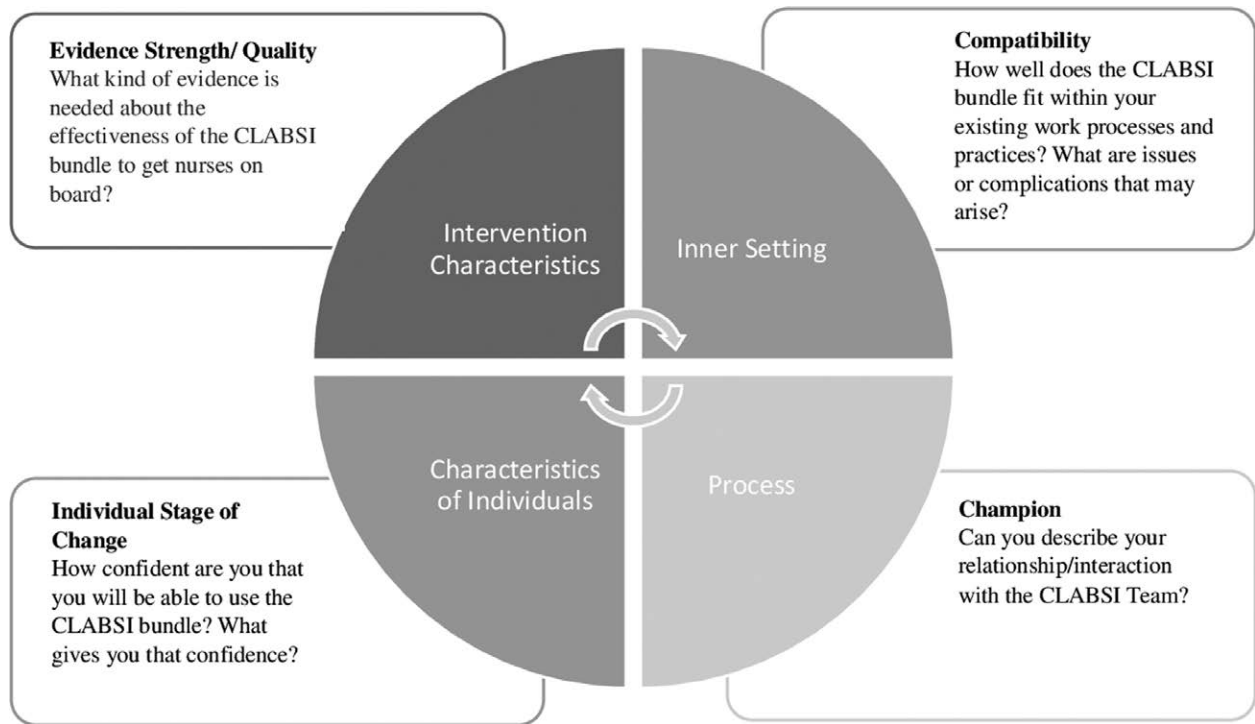 Evidence Strength/ Quality
What kind of evidence is
needed about the
effectiveness of the CLABSI
bundle to get nurses on
board?
Compatibility
How well does the CLABSI
bundle fit within your
existing work processes and
practices? What are issues
or complications that may
arise?
Intervention
Characteristics
Inner Setting
Characteristics
of Individuals
Process
Individual Stage of
Change
How confident are you that
you will be able to use the
CLABSI bundle? What
gives you that confidence?
Champion
Can you describe your
relationship/interaction
with the CLABSI Team?